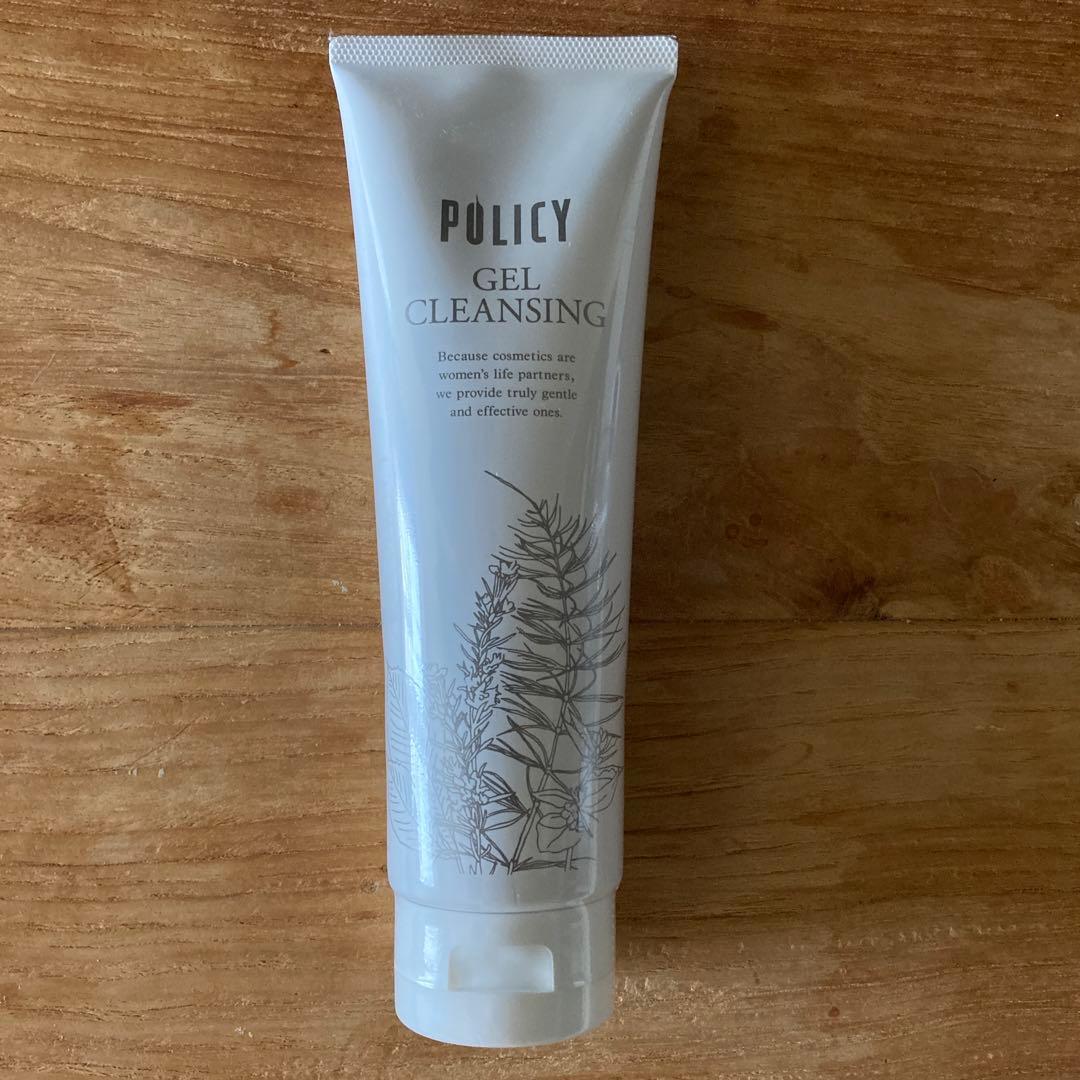 POLICY
GEL
CLEANSING
Because cosmetics are
women's life partners,
we provide truly gentle
and effective ones.